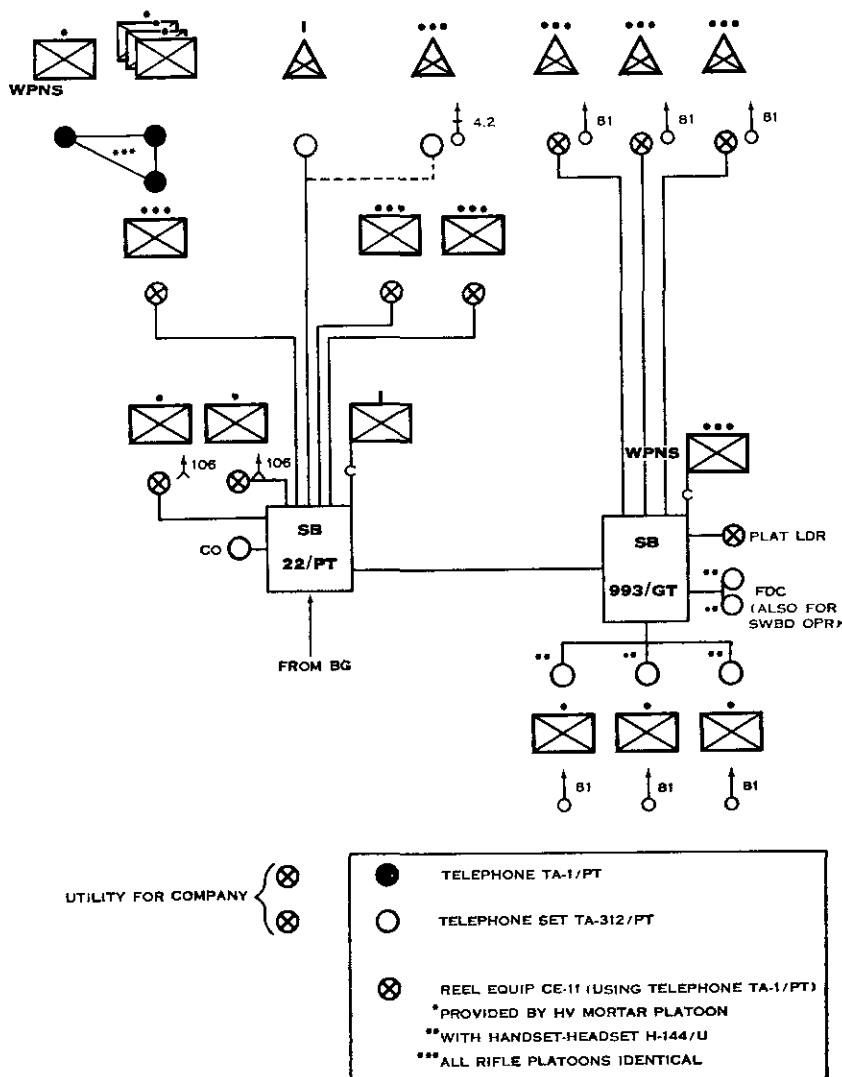 WPNS
4.2
81
81
81
***
106
106
WPNS
SB
22/PT
CO
SB
993/GT
PLAT LDR
**
FDC
(ALSO FOR
SWBD OPR)
**
FROM BG
**
**
**
81
81
81
UTILITY FOR COMPANY
TELEPHONE TA-1/PT
TELEPHONE SET TA-312/PT
REEL EQUIP CE-11 (USING TELEPHONE TA-1/PT)
*PROVIDED BY HV MORTAR PLATOON
**WITH HANDSET-HEADSET H-144/U
***ALL RIFLE PLATOONS IDENTICAL